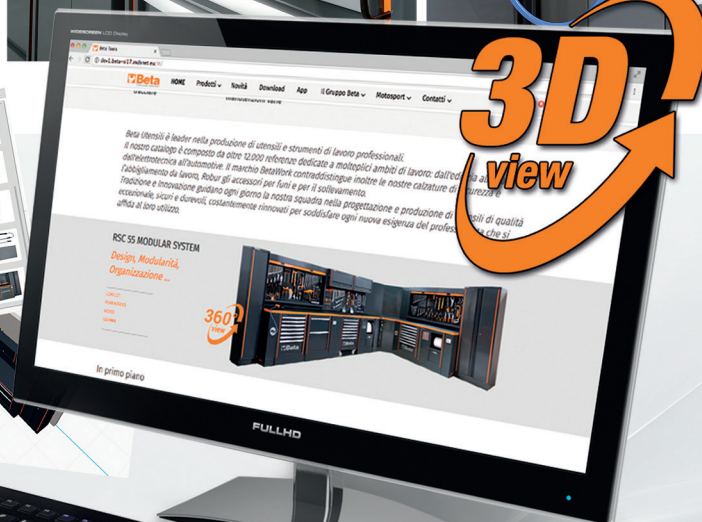 WIDESCREEN LCD Display
Beta Tools
Beta
HOME
Prodotti
Novità
Download
App
Il Gruppo Beta
Motosport
Contatti
3D
view
Beta Utensili è leader nella produzione di utensili e strumenti di lavoro professionali.
Il nostro catalogo è composto da oltre 12.000 referenze dedicate a molteplici ambiti di lavoro: dall'edilizia
dall'elettrotecnica all'automotive. Il marchio BetaWork contraddistingue inoltre le nostre calzature di sicurezza e
l'abbigliamento da lavoro, Robur gli accessori per funi e per il sollevamento.
Tradizione e Innovazione guidano ogni giorno la nostra squadra nella progettazione e produzione di utensili di qualità
eccezionale, sicuri e durevoli, costantemente rinnovati per soddisfare ogni nuova esigenza del professionista che si
affida al loro utilizzo.
RSC 55 MODULAR SYSTEM
Design, Modularità,
Organizzazione ...
360°
view
Beta
In primo piano
FULLHD